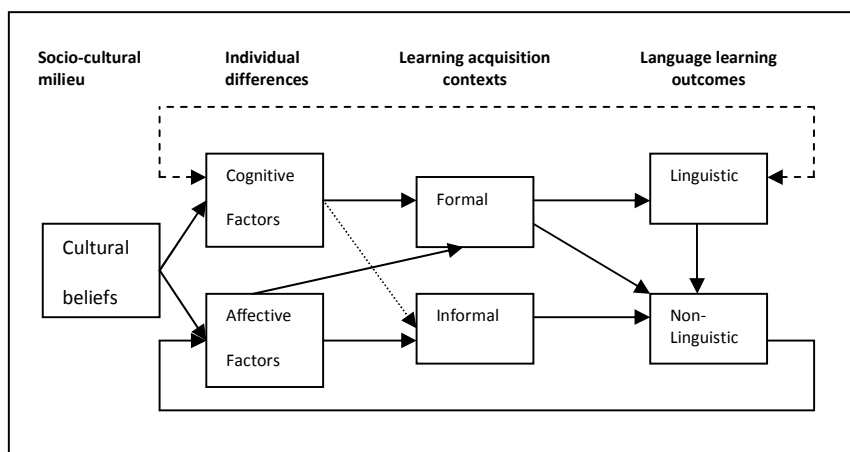 Socio-cultural
milieu
Individual
differences
Learning acquisition
contexts
Language learning
outcomes
Cognitive
Factors
Formal
Linguistic
Cultural
beliefs
Affective
Factors
Informal
Non-
Linguistic